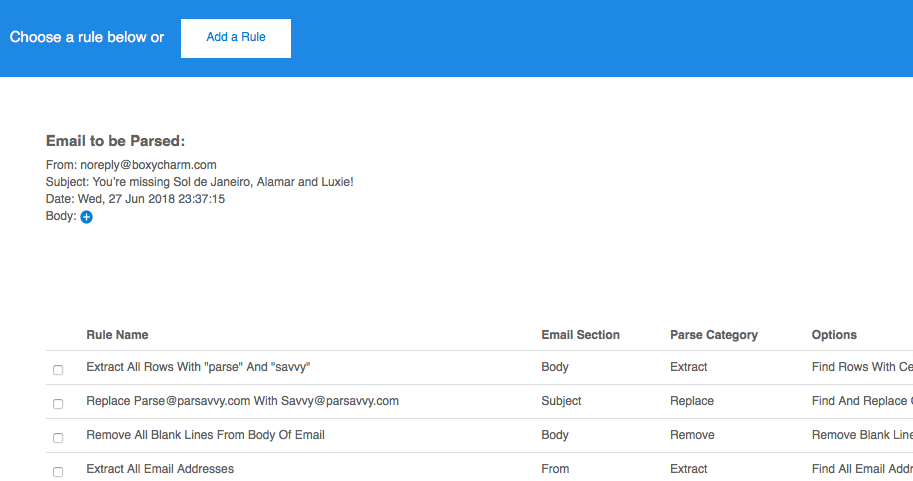 Choose a rule below or Add a Rule
Email to be Parsed:
From: noreply@boxycharm.com
Subject: You're missing Sol de Janeiro, Alamar and Luxie!
Date: Wed, 27 Jun 2018 23:37:15
Body:
Rule Name Email Section Parse Category Options
Extract All Rows With "parse" And "savvy" Body Extract Find Rows With Ce
Replace Parse@parsavvy.com With Savvy@parsavvy.com Subject Replace Find And Replace
Remove All Blank Lines From Body Of Email Body Remove Remove Blank Line
Extract All Email Addresses From Extract Find All Email Addr